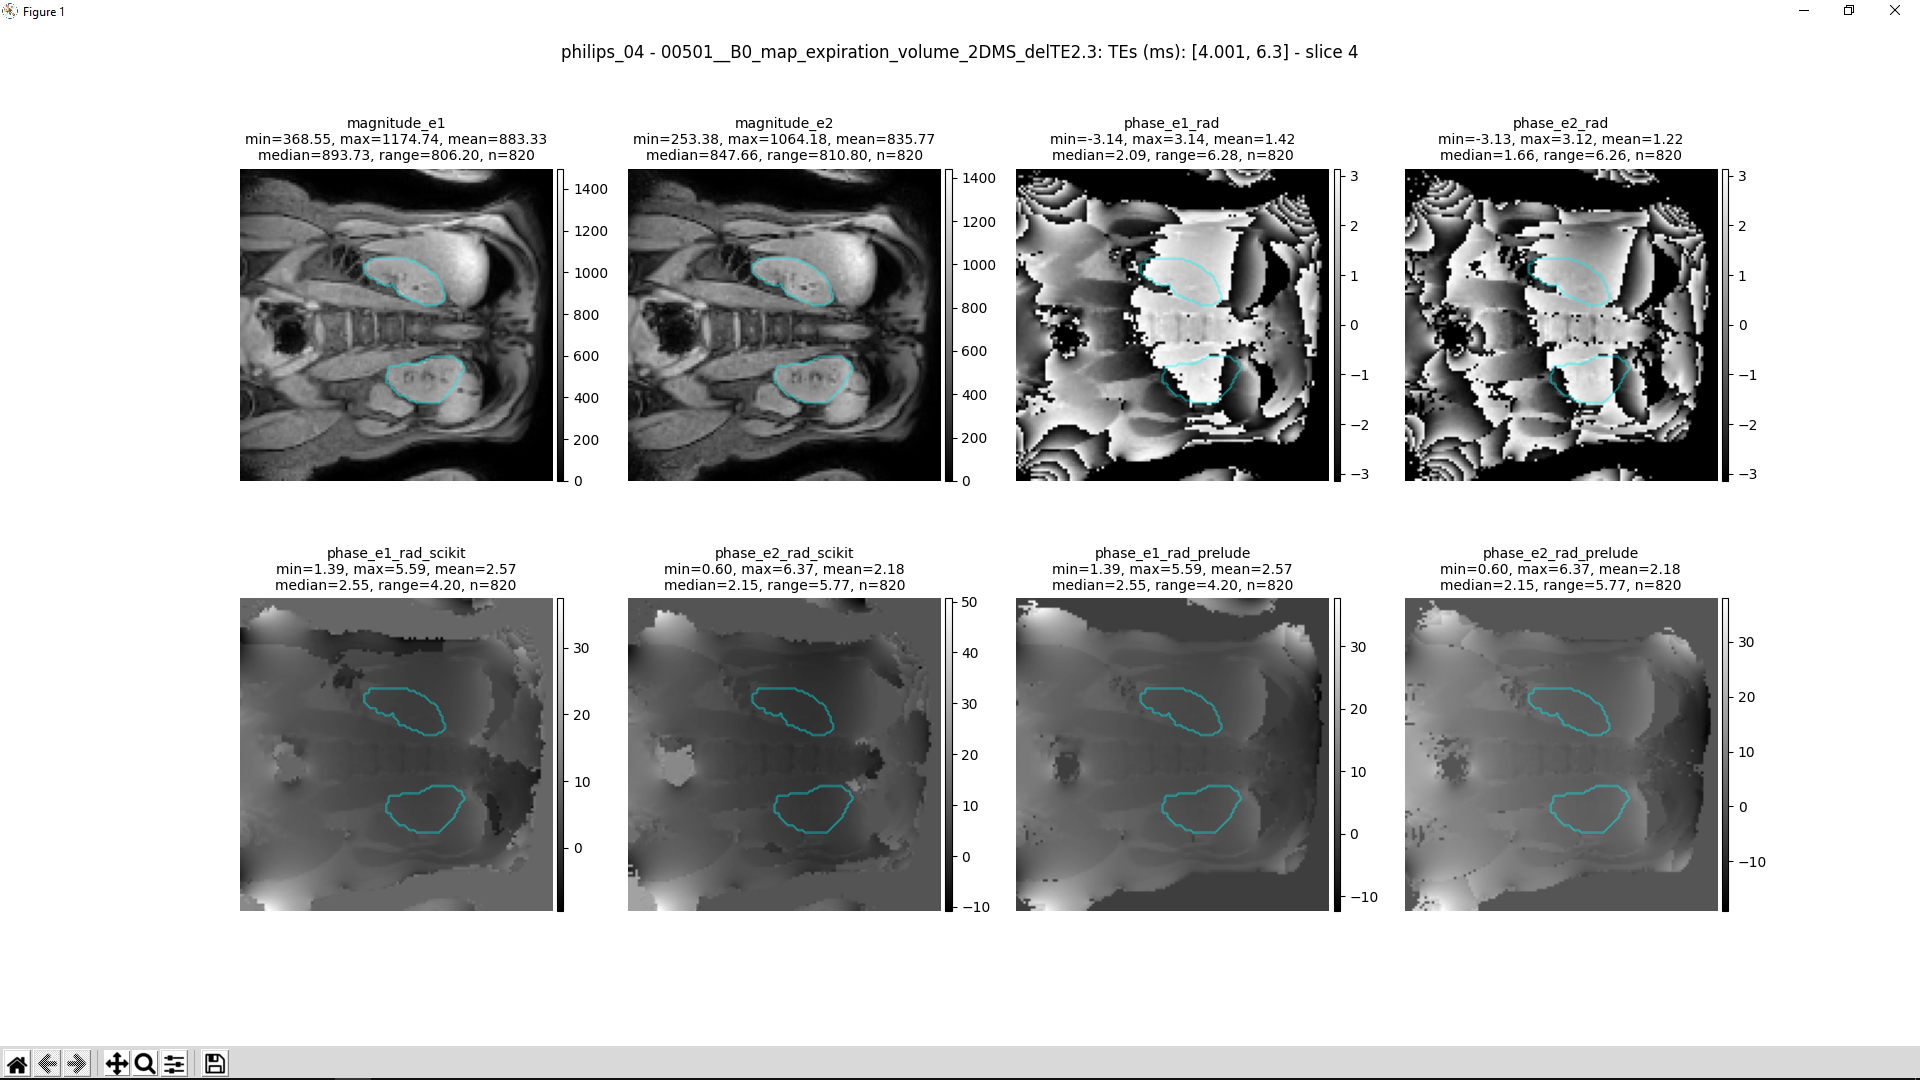 Figure 1
philips_04 - 00501__B0_map_expiration_volume_2DMS_delTE2.3: TEs (ms): [4.001, 6.3] - slice 4
magnitude_e1
min=368.55, max=1174.74, mean=883.33
median=893.73, range=806.20, n=820
1400
1200
1000
800
600
400
200
0
magnitude_e2
min=253.38, max=1064.18, mean=835.77
median=847.66, range=810.80, n=820
1400
1200
1000
800
600
400
200
0
phase_e1_rad
min=-3.14, max=3.14, mean=1.42
median=2.09, range=6.28, n=820
3
2
1
0
−1
−2
−3
phase_e2_rad
min=-3.13, max=3.12, mean=1.22
median=1.66, range=6.26, n=820
3
2
1
0
−1
−2
−3
phase_e1_rad_scikit
min=1.39, max=5.59, mean=2.57
median=2.55, range=4.20, n=820
30
20
10
0
phase_e2_rad_scikit
min=0.60, max=6.37, mean=2.18
median=2.15, range=5.77, n=820
50
40
30
20
10
0
−10
phase_e1_rad_prelude
min=1.39, max=5.59, mean=2.57
median=2.55, range=4.20, n=820
30
20
10
0
−10
phase_e2_rad_prelude
min=0.60, max=6.37, mean=2.18
median=2.15, range=5.77, n=820
30
20
10
0
−10